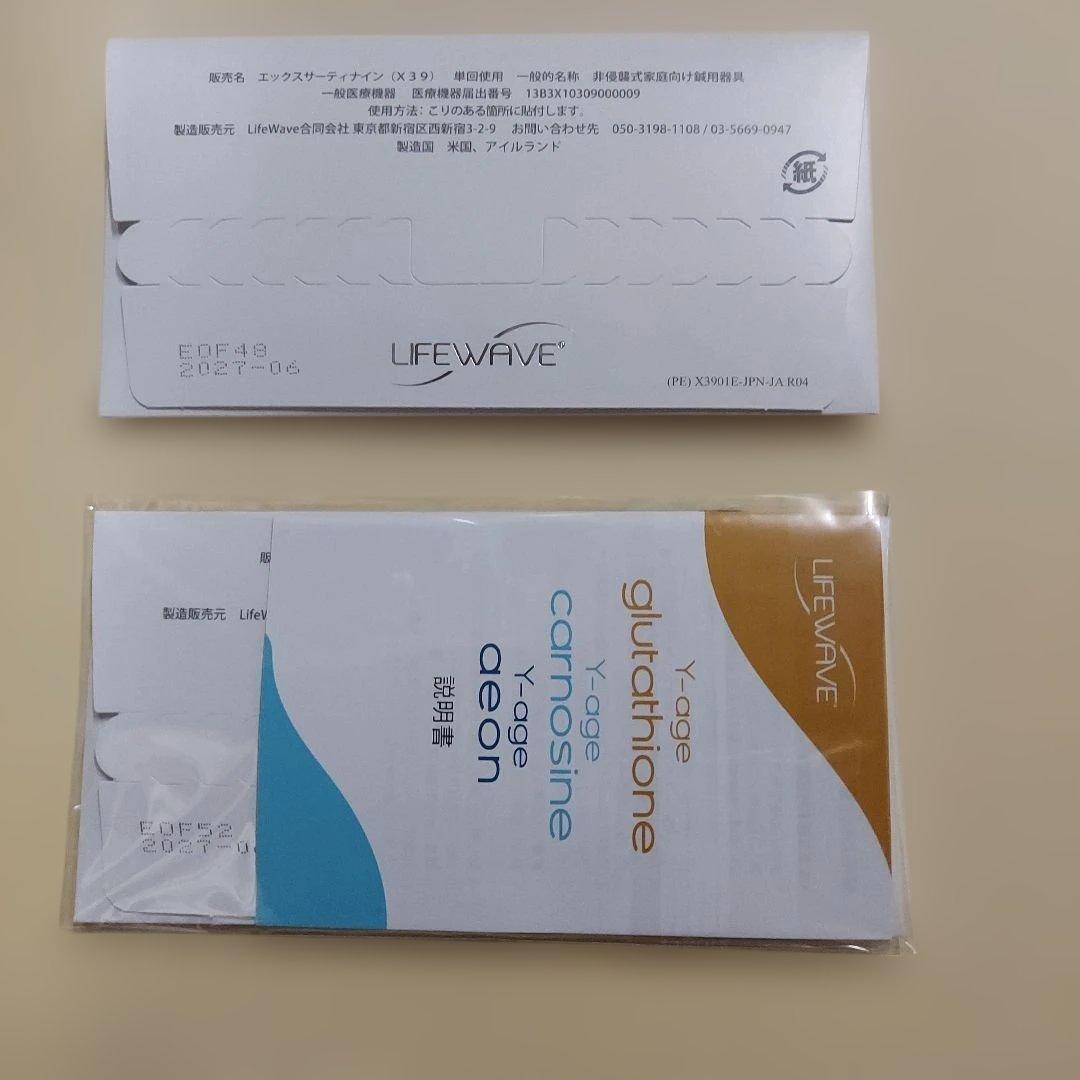 販売名 エックスサーティナイン（X39） 単回使用 一般的名称 非侵襲式家庭向け鍼用器具
一般医療機器 医療機器届出番号 13B3X10309000009
使用方法：こりのある箇所に貼付します。
製造販売元 LifeWave合同会社 東京都新宿区西新宿3-2-9 お問い合わせ先 050-3198-1108 / 03-5669-0947
製造国 米国、アイルランド
紙
EOF48
2027-06
LIFEWAVE
(PE) X3901E-JPN-JA R04
販
製造販売元 LifeW
EOF52
2027-0
LIFEWAVE
Y-age
glutathione
Y-age
carnosine
Y-age
aeon
説明書